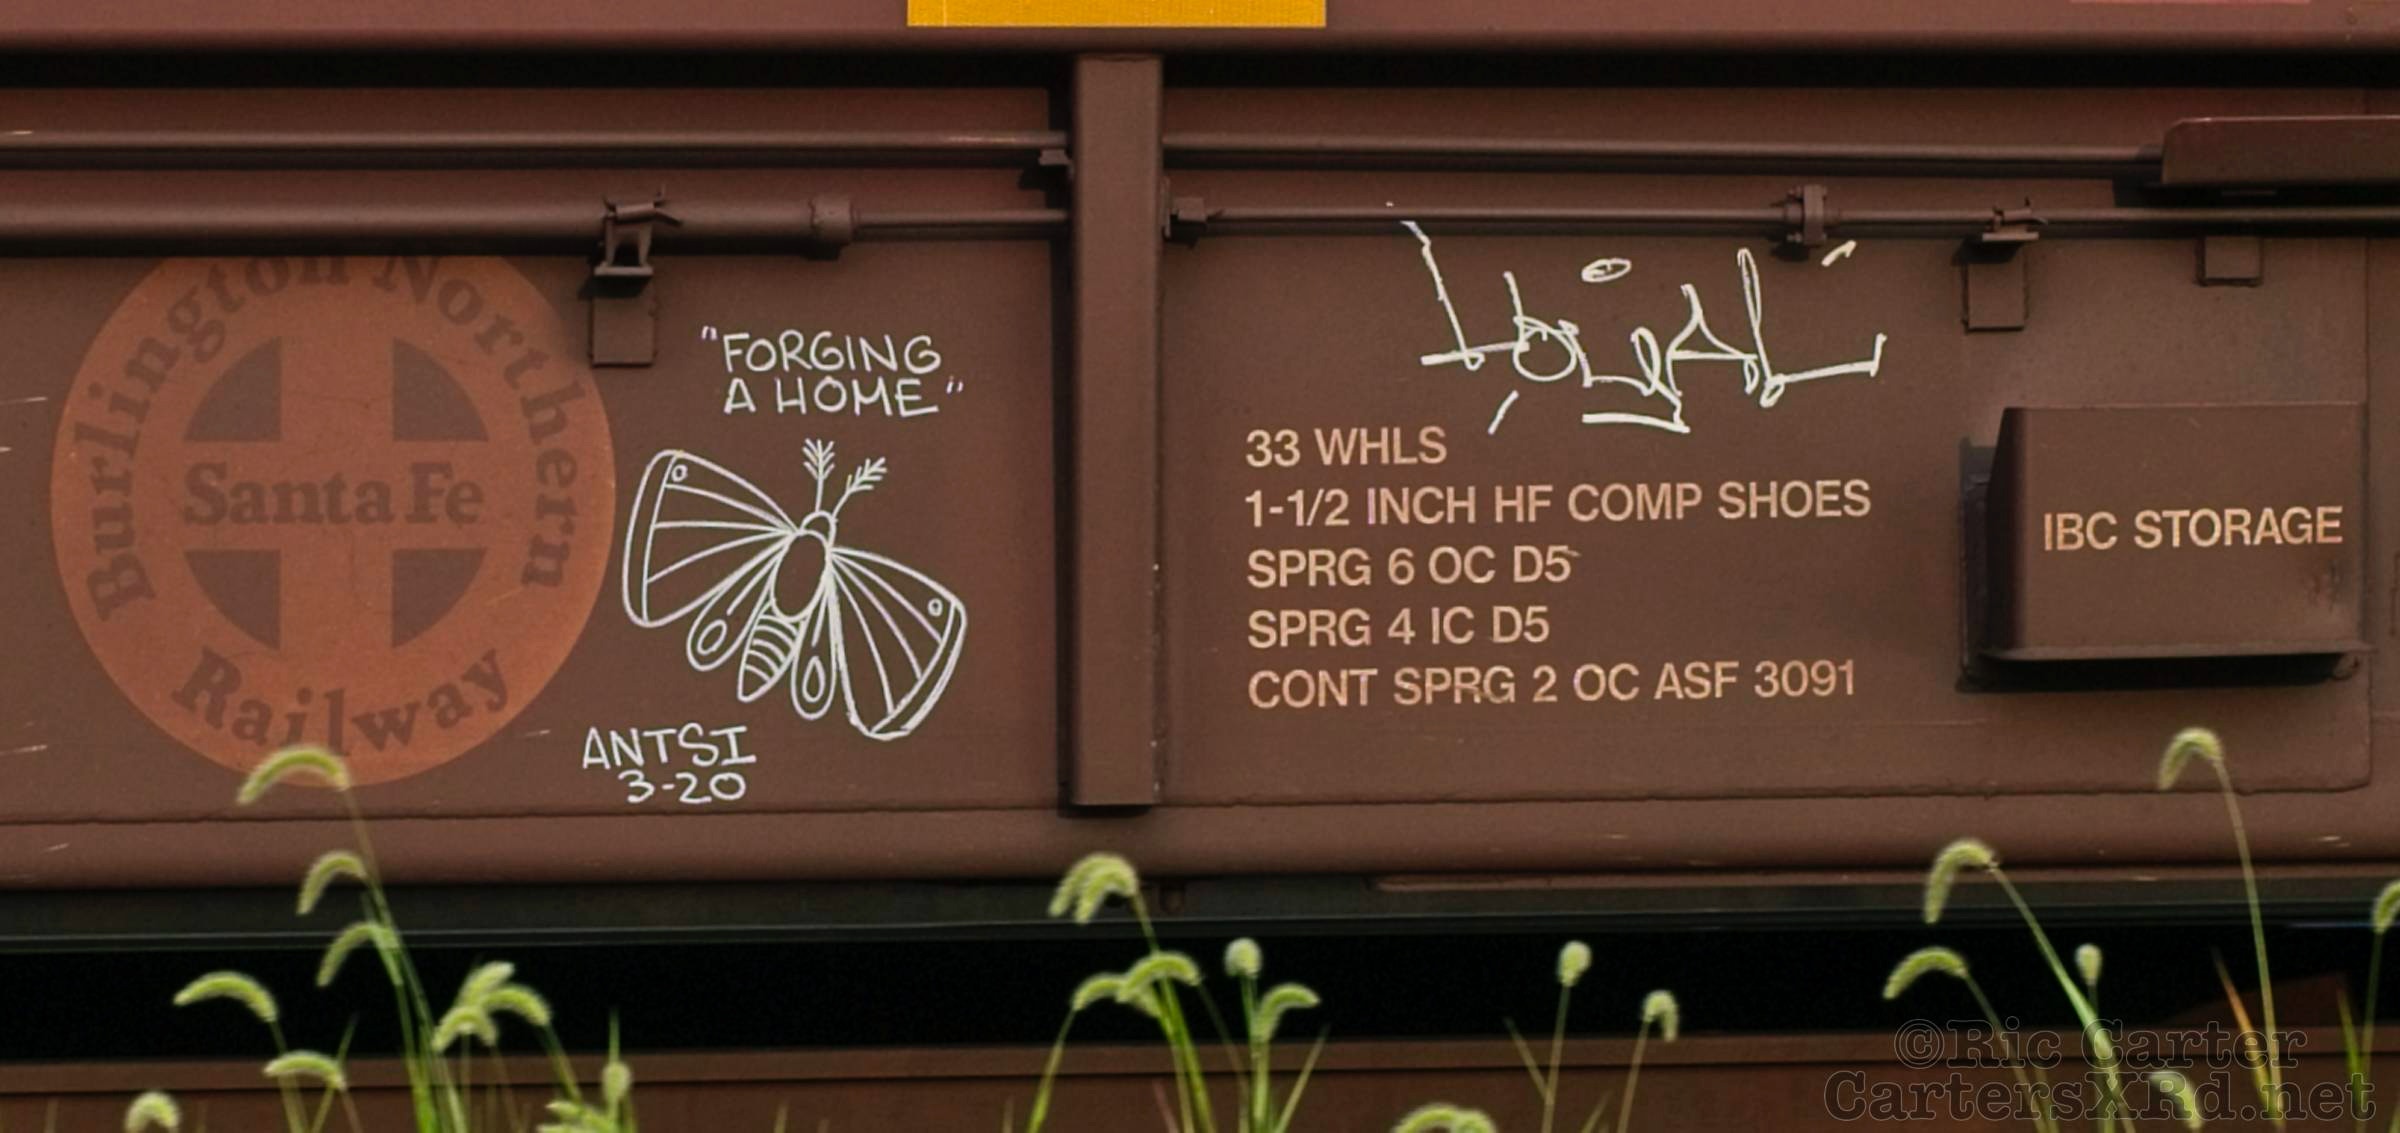 Burlington Northern
Santa Fe
Railway
"FORGING
A HOME"
ANTSI
3-20
33 WHLS
1-1/2 INCH HF COMP SHOES
SPRG 6 OC D5
SPRG 4 IC D5
CONT SPRG 2 OC ASF 3091
IBC STORAGE
©Ric Carter
CartersXRd.net